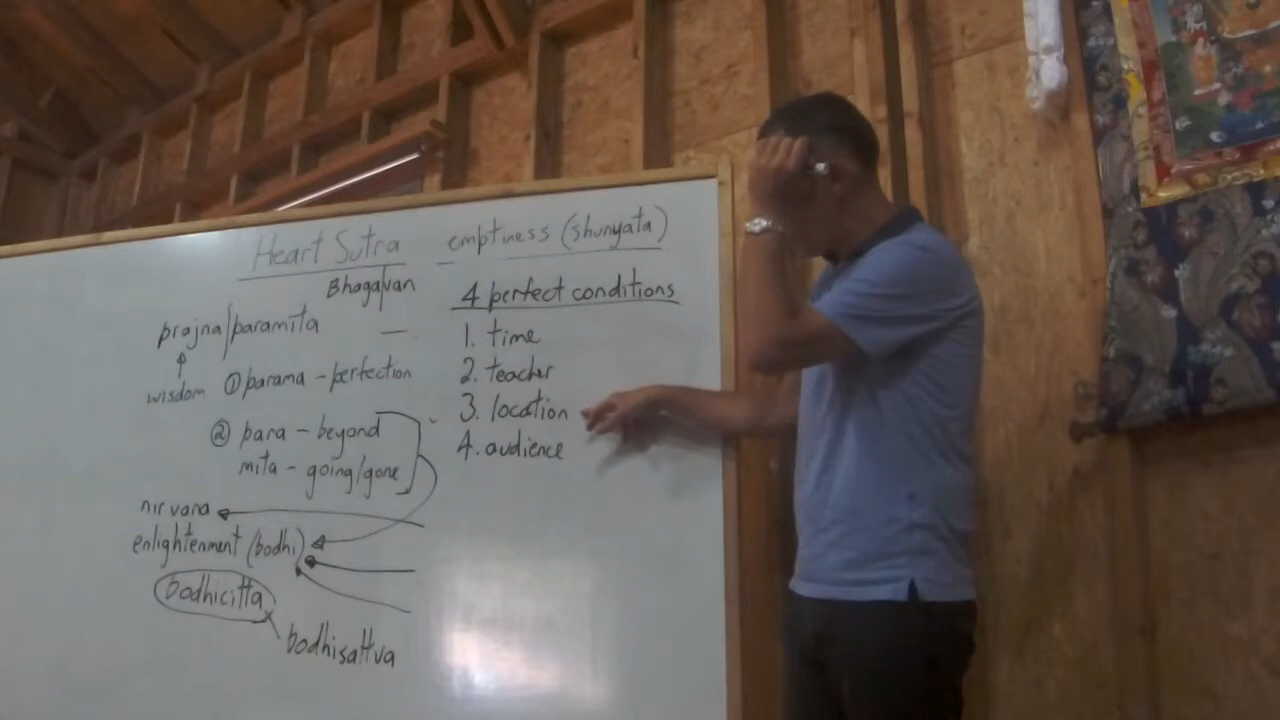 Heart Sutra
Bhagavan
prajna/paramita
wisdom
① parama - perfection
② para - beyond
mita - going/gone
nirvana
enlightenment (bodhi)
bodhicitta
bodhisattva
emptiness (shunyata)
4 perfect conditions
1. time
2. teacher
3. location
4. audience